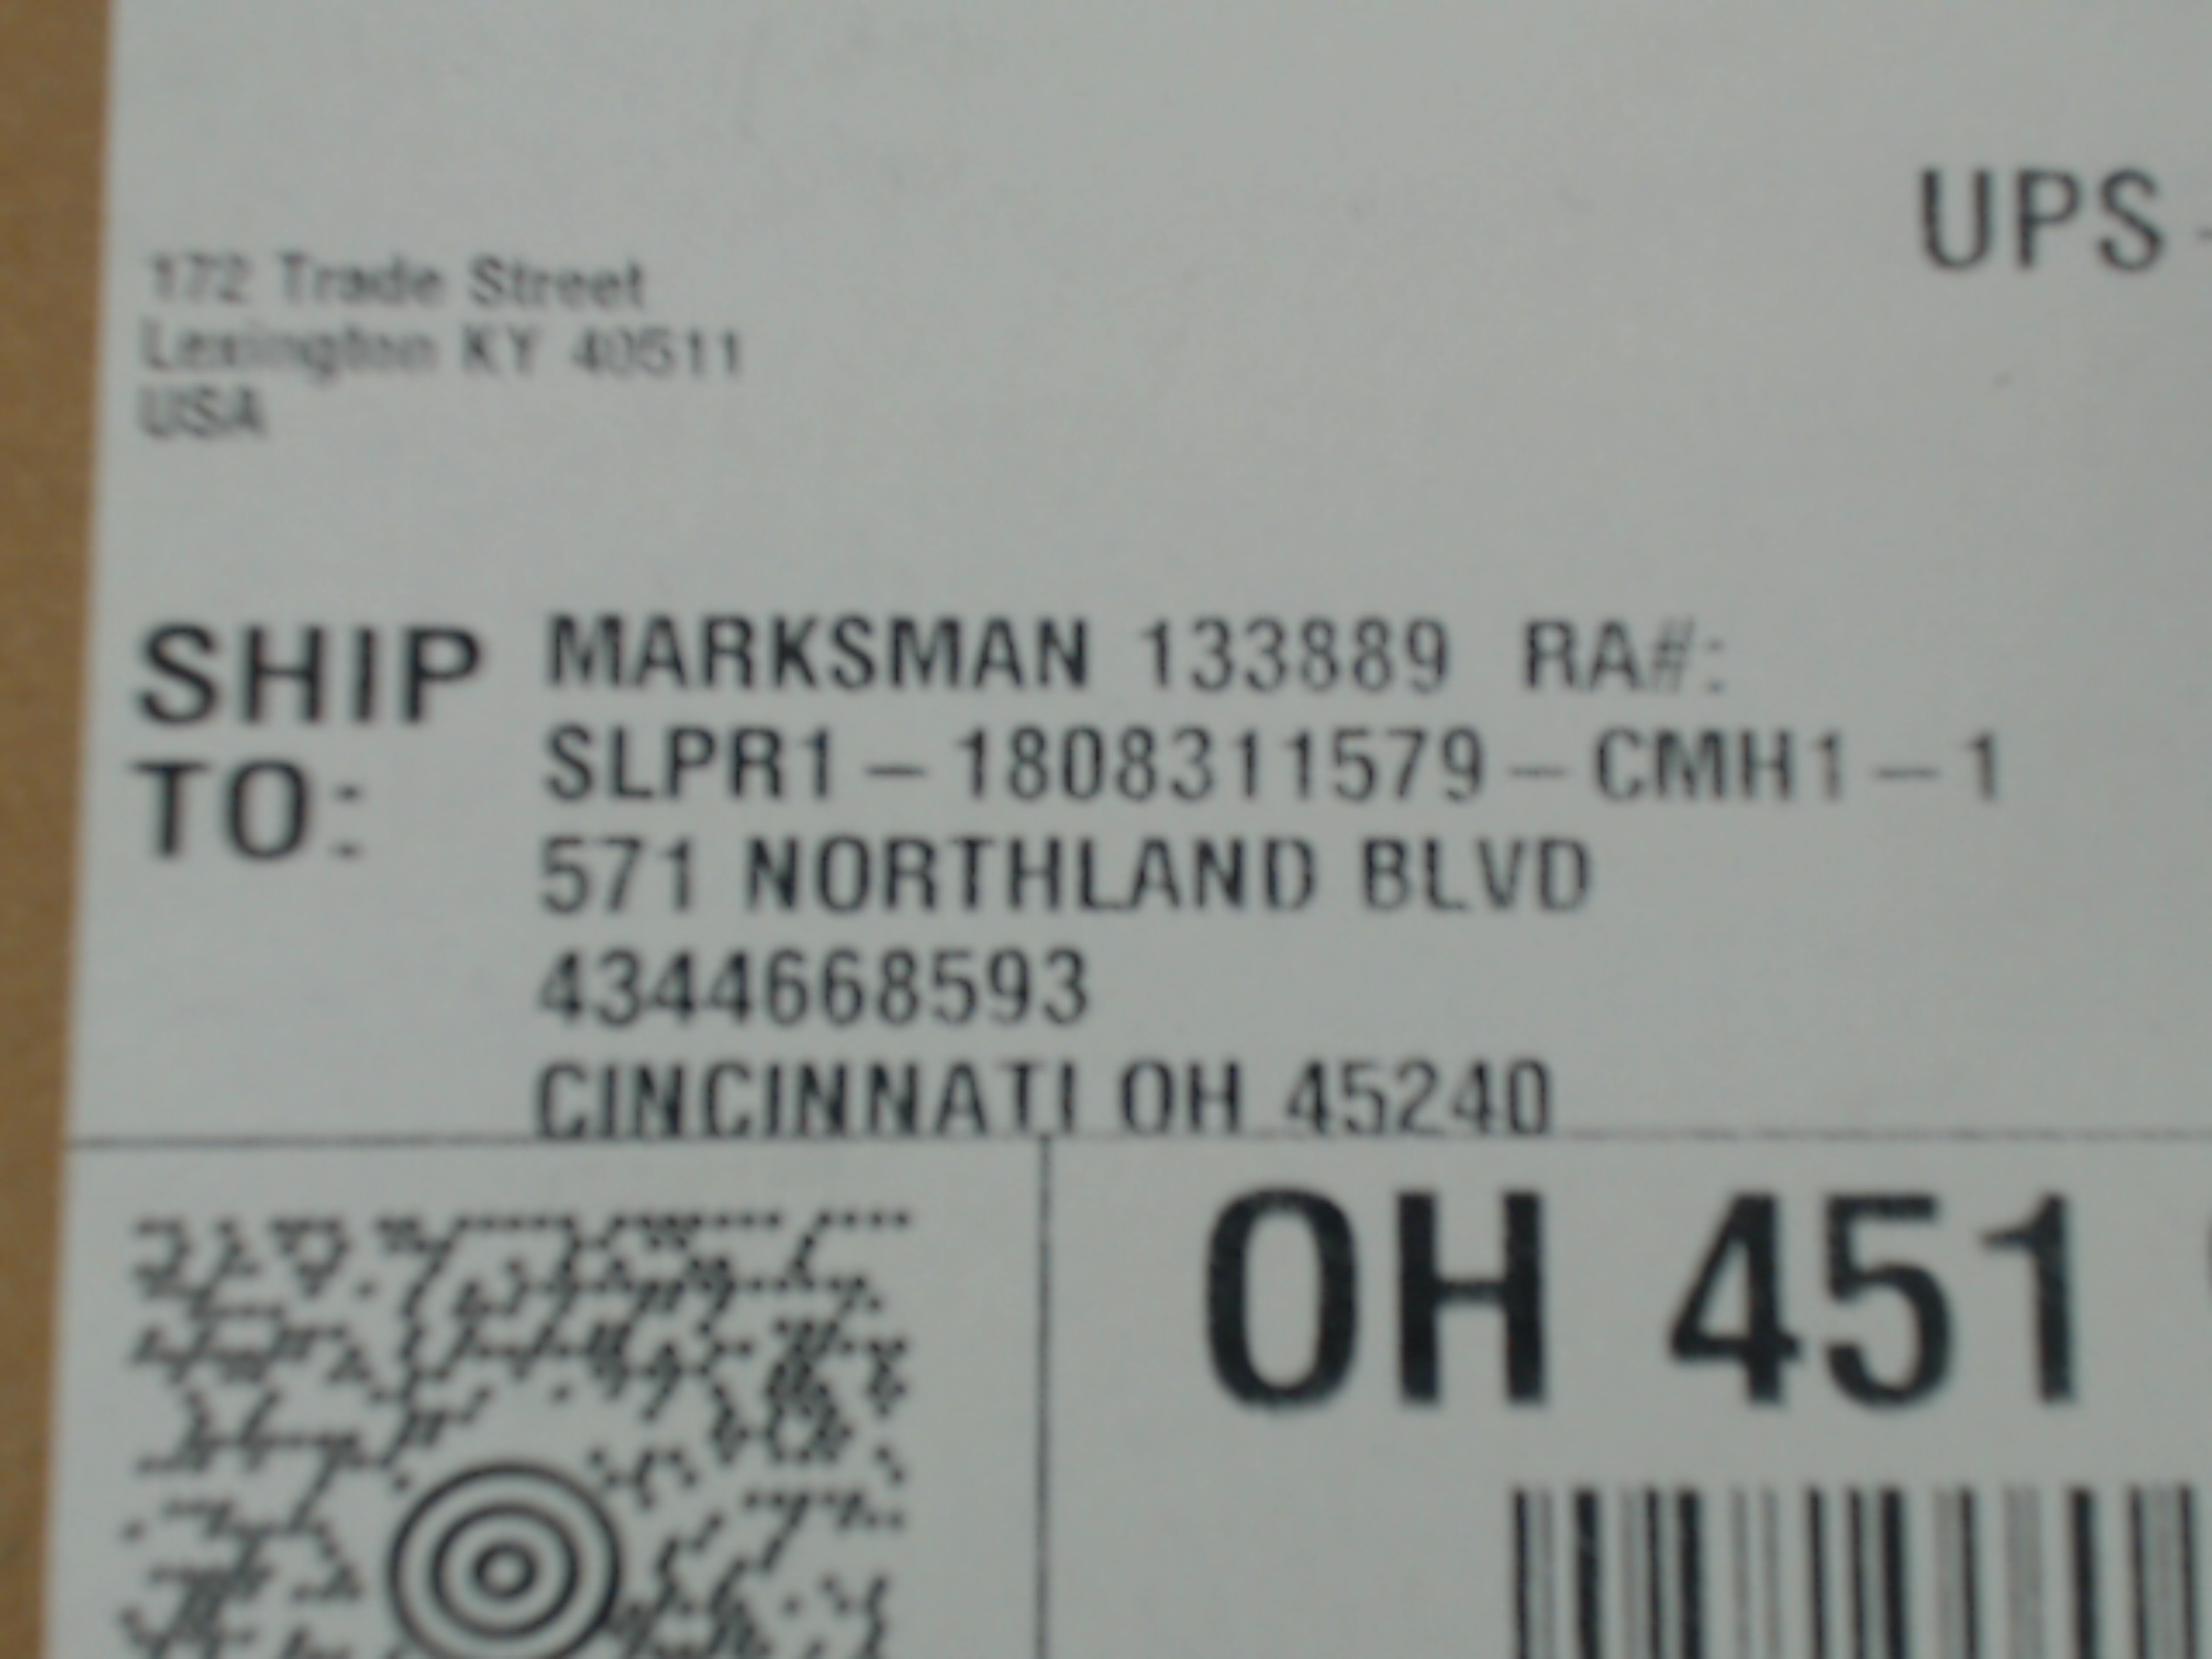 UPS -
172 Trade Street
Lexington KY 40511
USA
SHIP TO:
MARKSMAN 133889 RA#:
SLPR1-1808311579-CMH1-1
571 NORTHLAND BLVD
4344668593
CINCINNATI OH 45240
OH 451